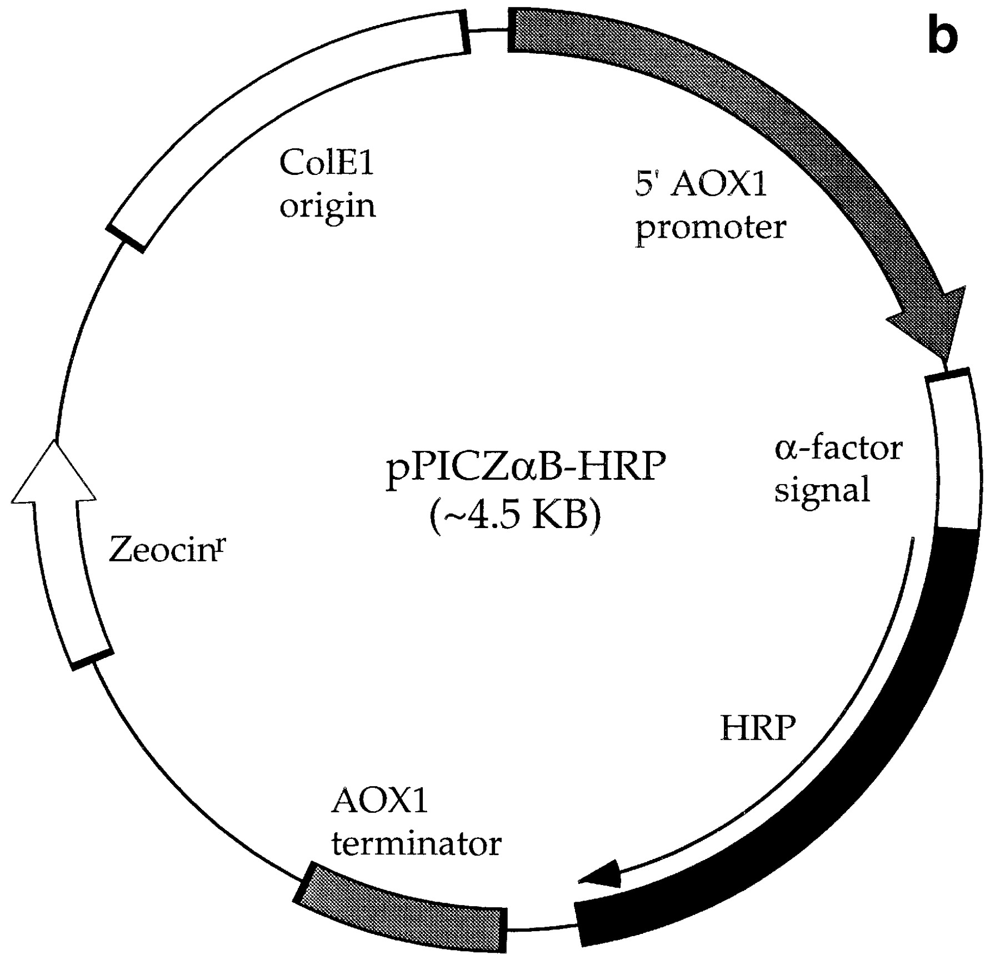 b
ColE1
origin
5' AOX1
promoter
pPICZαB-HRP
(~4.5 KB)
α-factor
signal
Zeocinʳ
HRP
AOX1
terminator